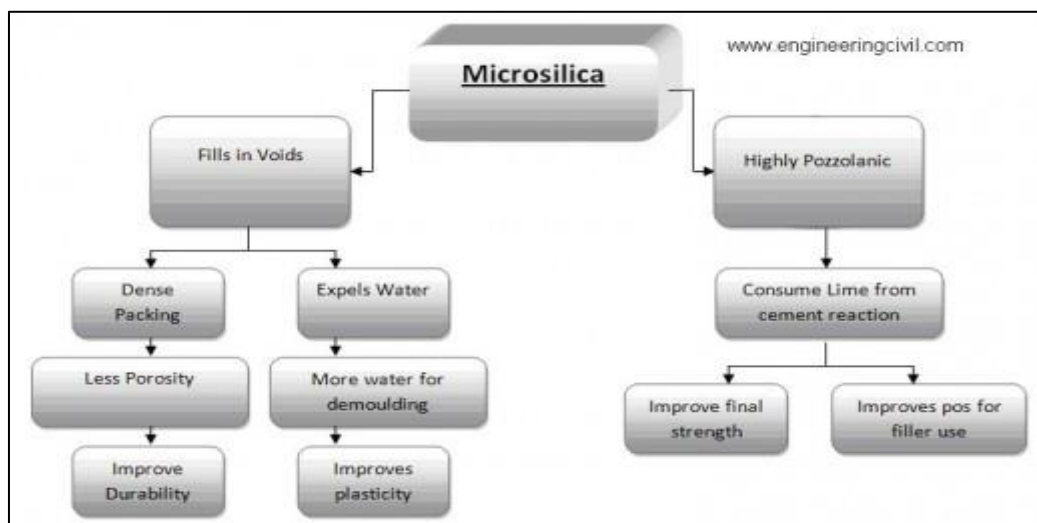 www.engineeringcivil.com
Microsilica
Fills in Voids
Highly Pozzolanic
Dense
Packing
Expels Water
Consume Lime from
cement reaction
Less Porosity
More water for
demoulding
Improve final
strength
Improves pos for
filler use
Improve
Durability
Improves
plasticity